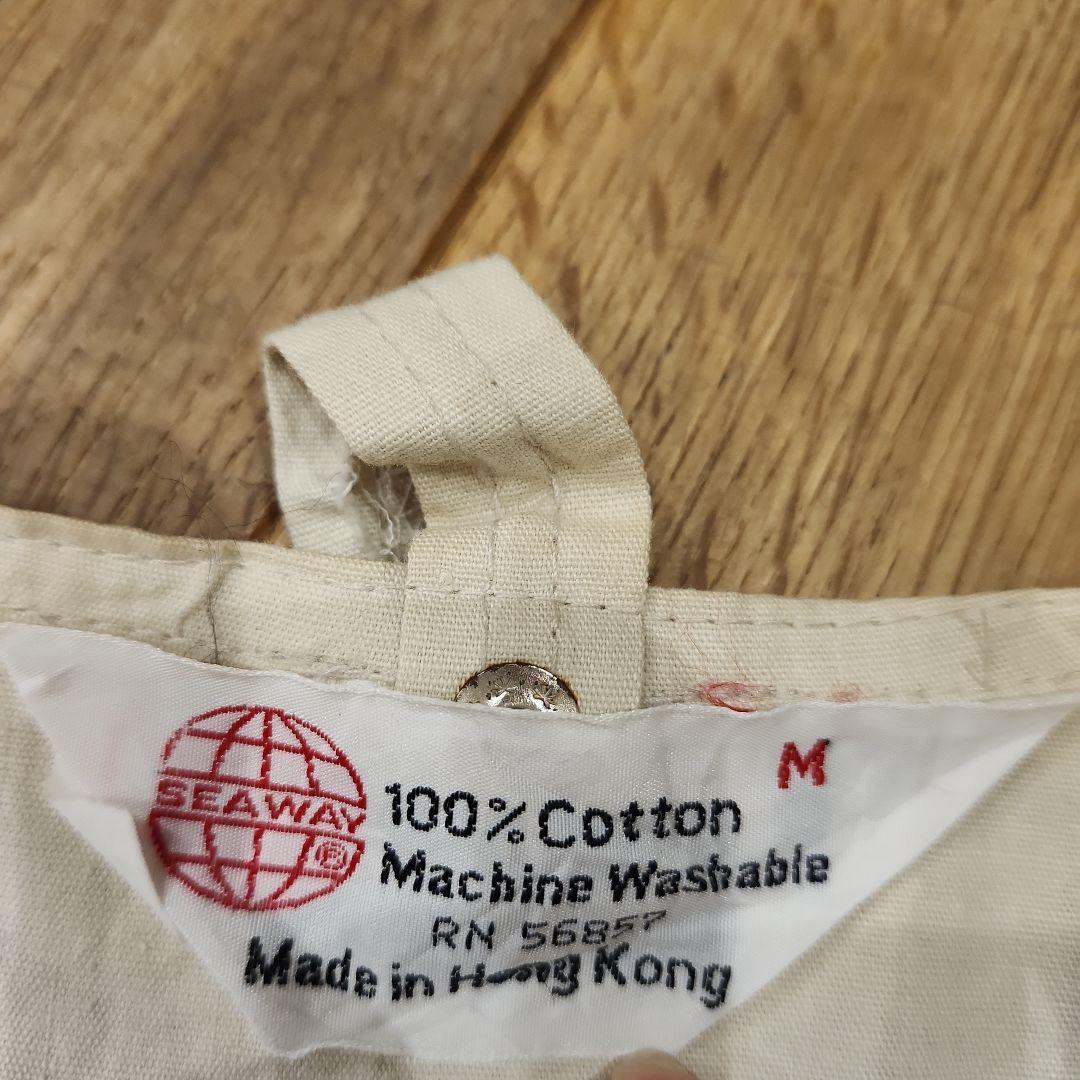 SEAWAY
®
M
100% Cotton
Machine Washable
RN 56857
Made in Hong Kong